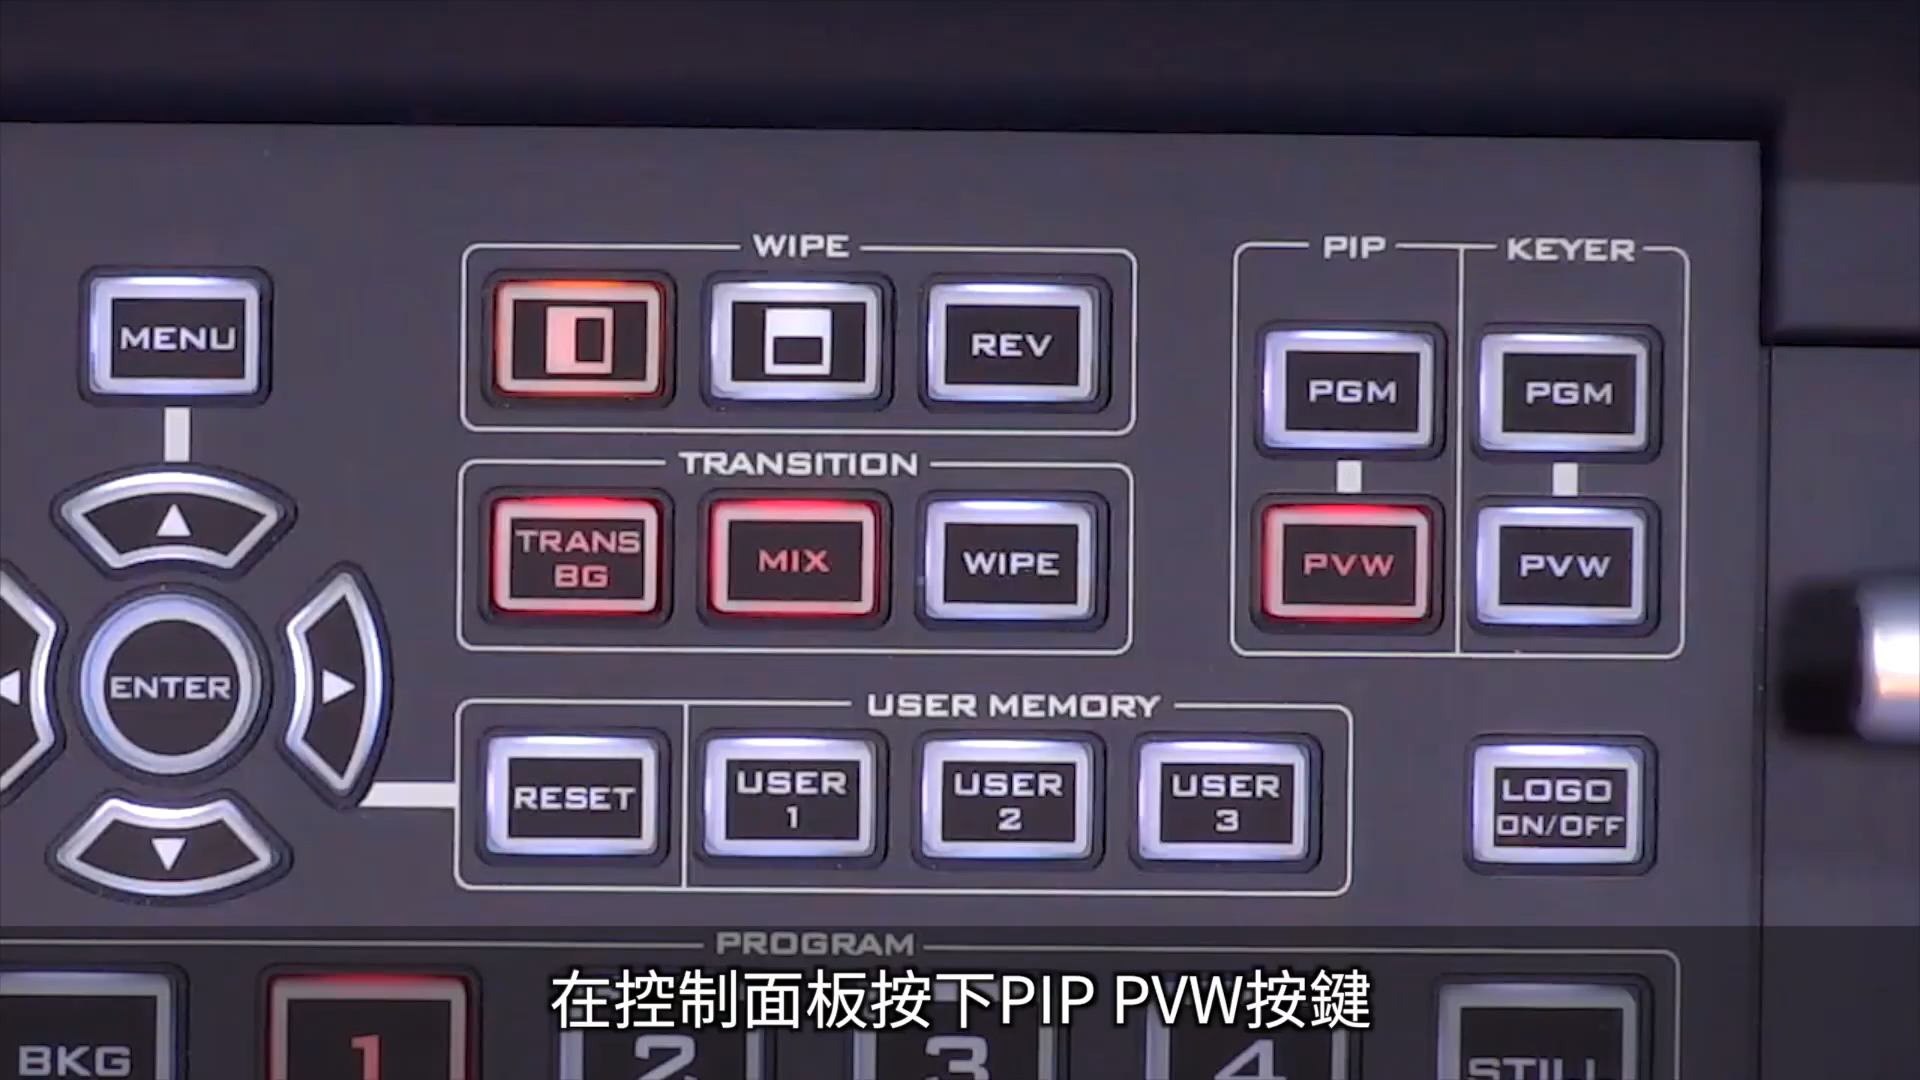 WIPE
PIP
KEYER
MENU
REV
PGM
PGM
TRANSITION
TRANS
BG
MIX
WIPE
PVW
PVW
ENTER
USER MEMORY
RESET
USER
1
USER
2
USER
3
LOGO
ON/OFF
PROGRAM
在控制面板按下PIP PVW按鍵
BKG
1
2
3
4
STILL